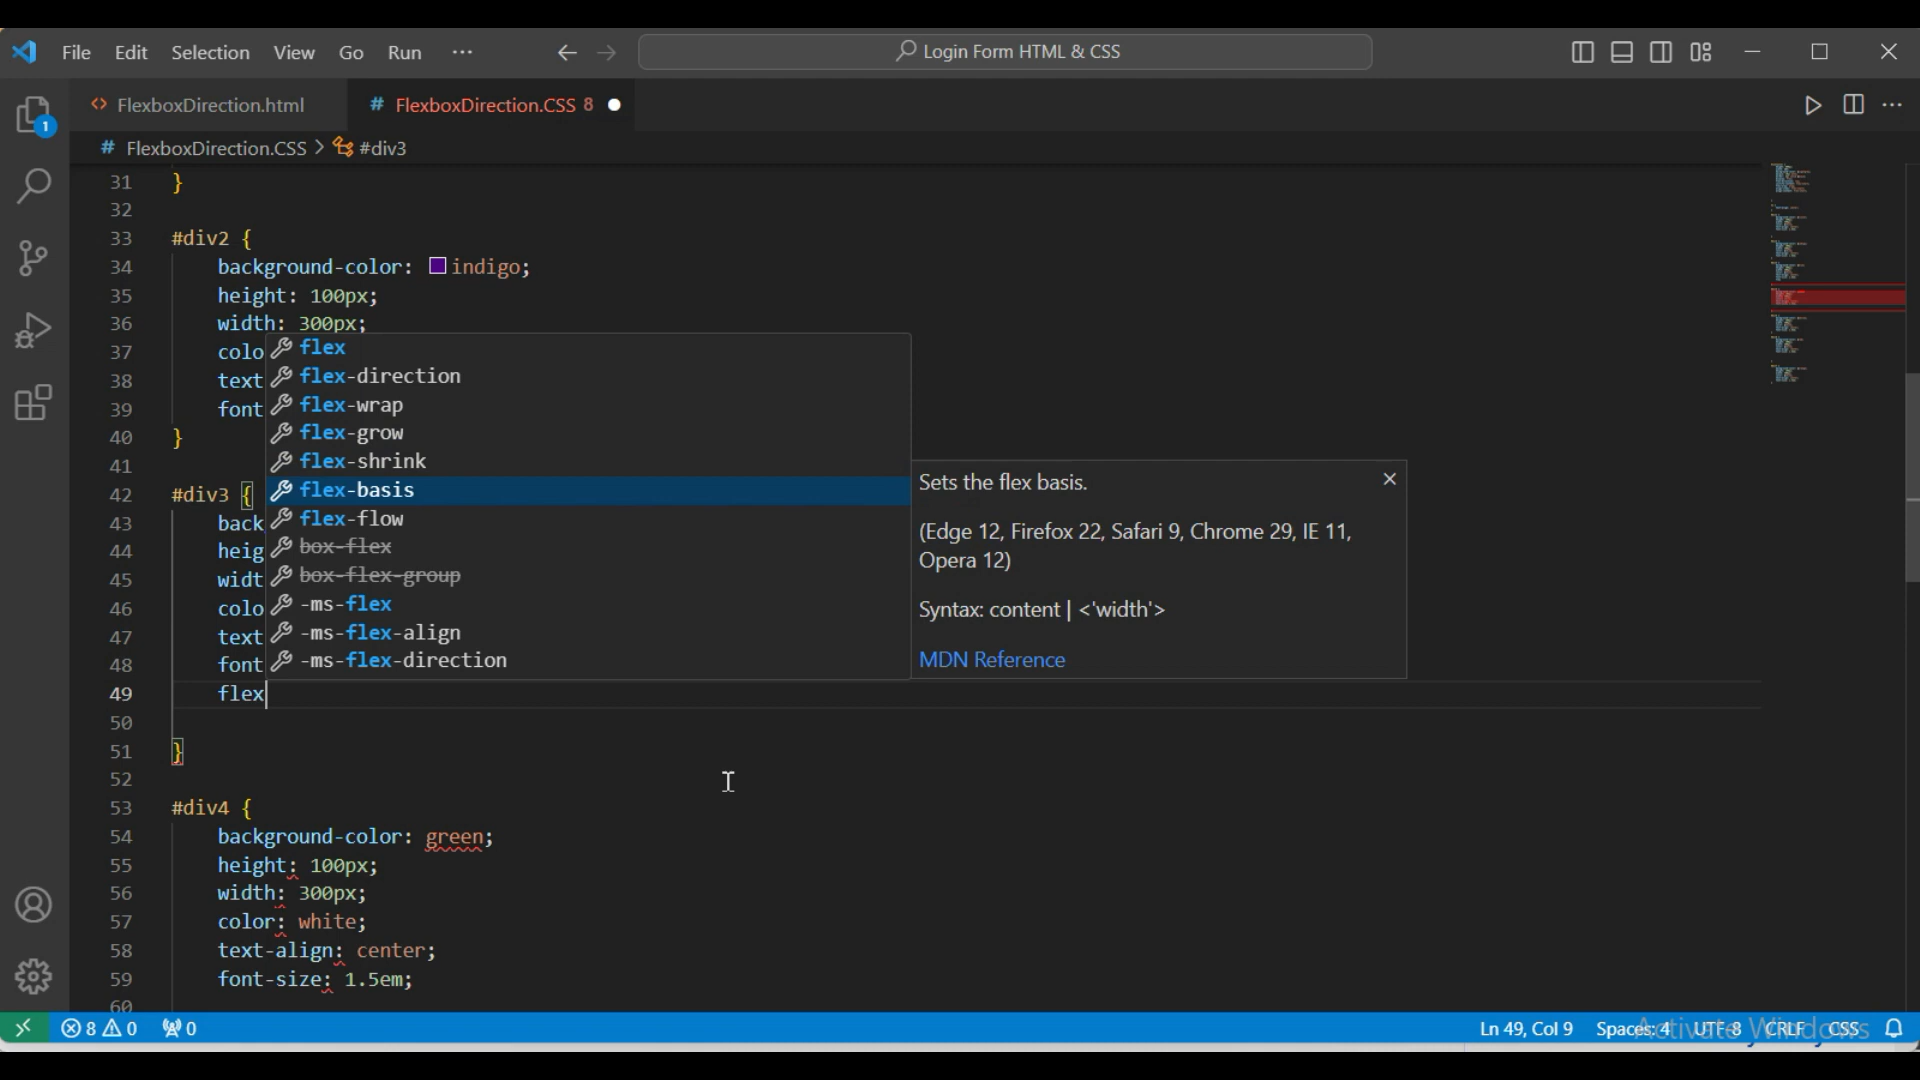 File Edit Selection View Go Run ··· Login Form HTML & CSS
FlexboxDirection.html # FlexboxDirection.CSS 8
# FlexboxDirection.CSS > #div3
1
31 }
32
33 #div2 {
34 background-color: indigo;
35 height: 100px;
36 width: 300px;
37 colo
38 text
39 font
40 }
41
42 #div3 {
43 back
44 heig
45 widt
46 colo
47 text
48 font
49 flex
50
51 }
52
53 #div4 {
54 background-color: green;
55 height: 100px;
56 width: 300px;
57 color: white;
58 text-align: center;
59 font-size: 1.5em;
60
flex
flex-direction
flex-wrap
flex-grow
flex-shrink
flex-basis
flex-flow
box-flex
box-flex-group
-ms-flex
-ms-flex-align
-ms-flex-direction
Sets the flex basis.
(Edge 12, Firefox 22, Safari 9, Chrome 29, IE 11,
Opera 12)
Syntax: content | <'width'>
MDN Reference
8 0 0 Ln 49, Col 9 Spaces: 4 UTF-8 CRLF CSS
Activate Windows